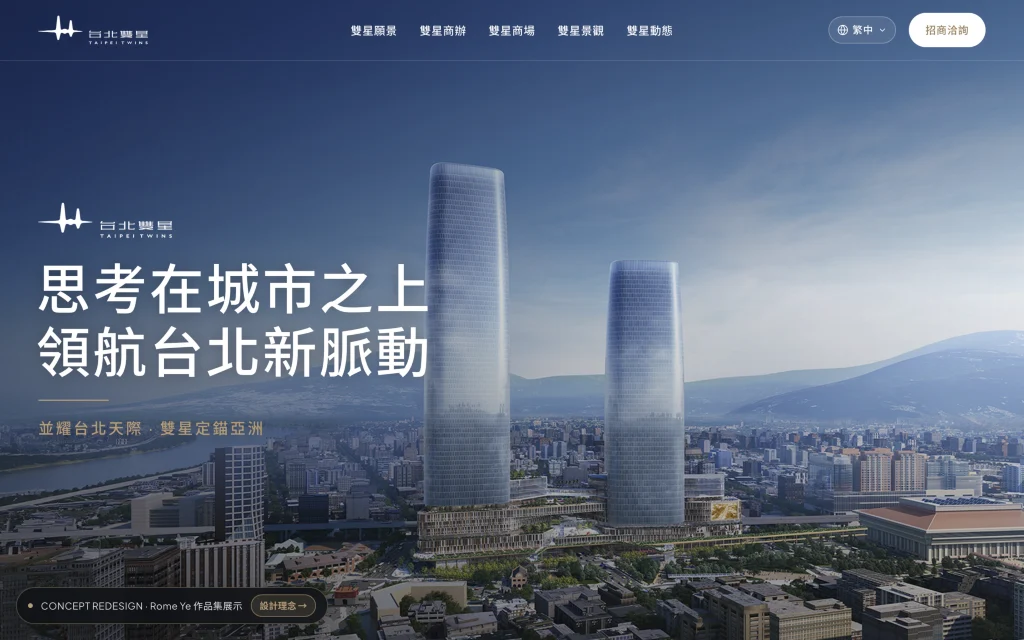 台北雙星
TAIPEI TWINS
雙星願景
雙星商辦
雙星商場
雙星景觀
雙星動態
繁中
招商洽詢
台北雙星
TAIPEI TWINS
思考在城市之上
領航台北新脈動
並耀台北天際 · 雙星定錨亞洲
CONCEPT REDESIGN · Rome Ye 作品集展示
設計理念 →